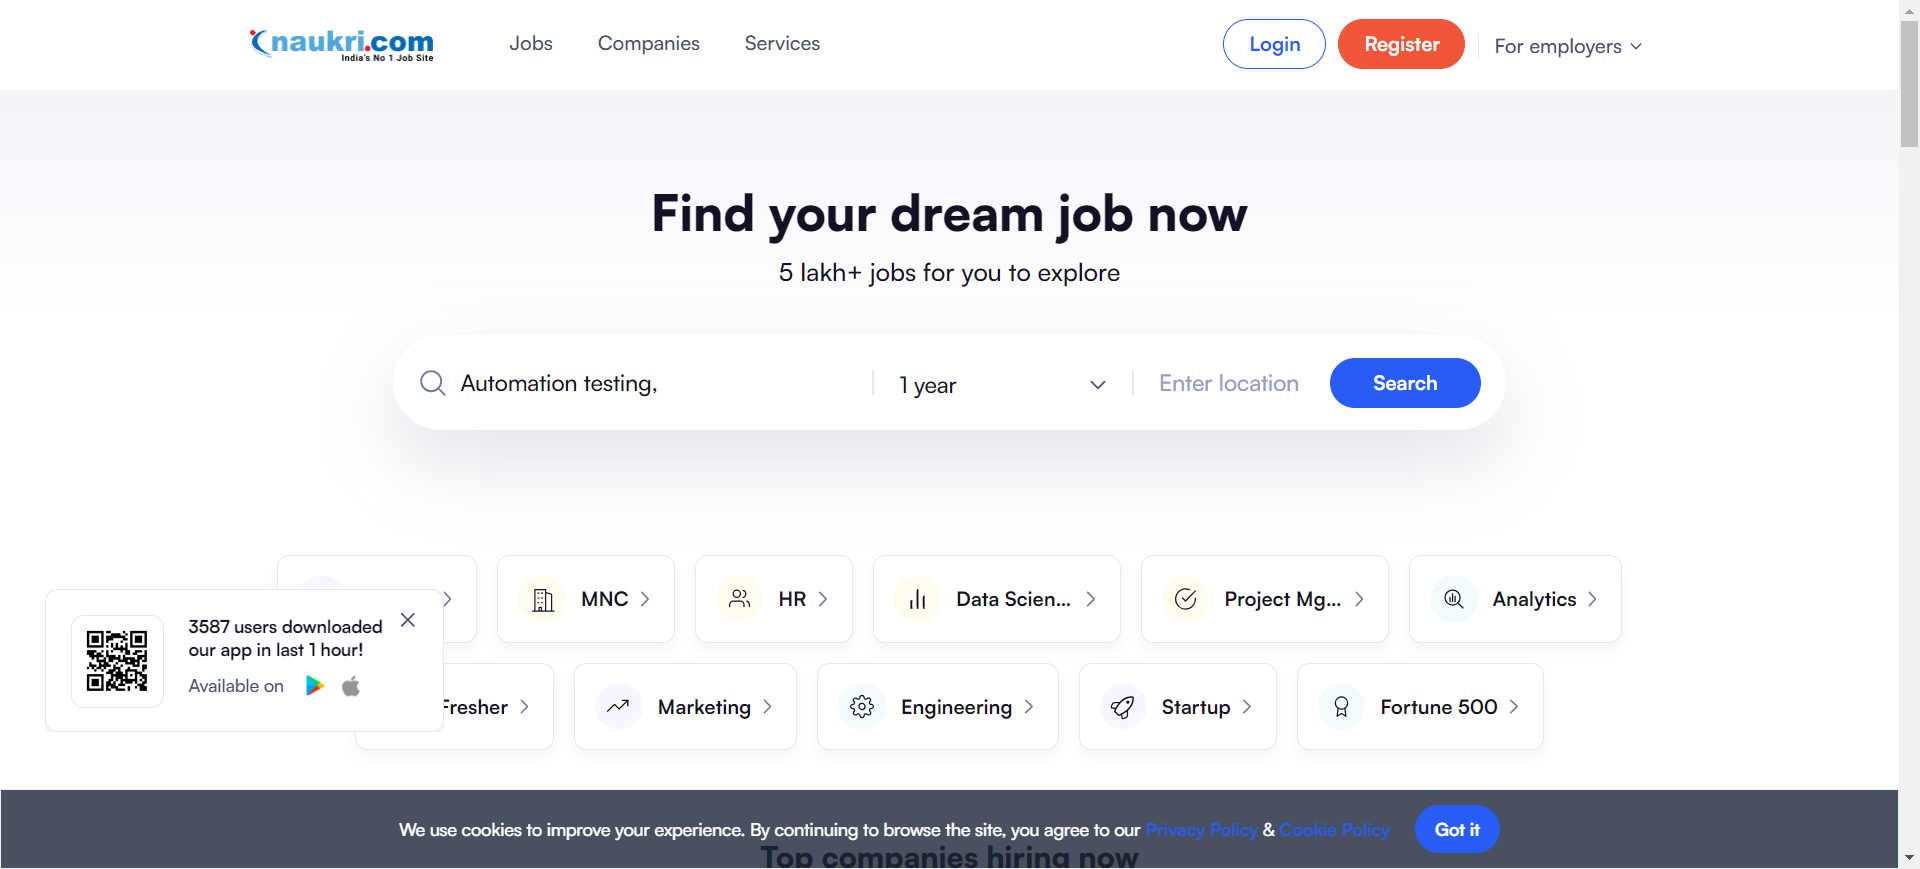 naukri.com
India's No 1 Job Site
Jobs
Companies
Services
Login
Register
For employers
Find your dream job now
5 lakh+ jobs for you to explore
Automation testing,
1 year
Enter location
Search
MNC
HR
Data Scien...
Project Mg...
Analytics
3587 users downloaded
our app in last 1 hour!
Available on
Fresher
Marketing
Engineering
Startup
Fortune 500
We use cookies to improve your experience. By continuing to browse the site, you agree to our Privacy Policy & Cookie Policy
Got it
Top companies hiring now